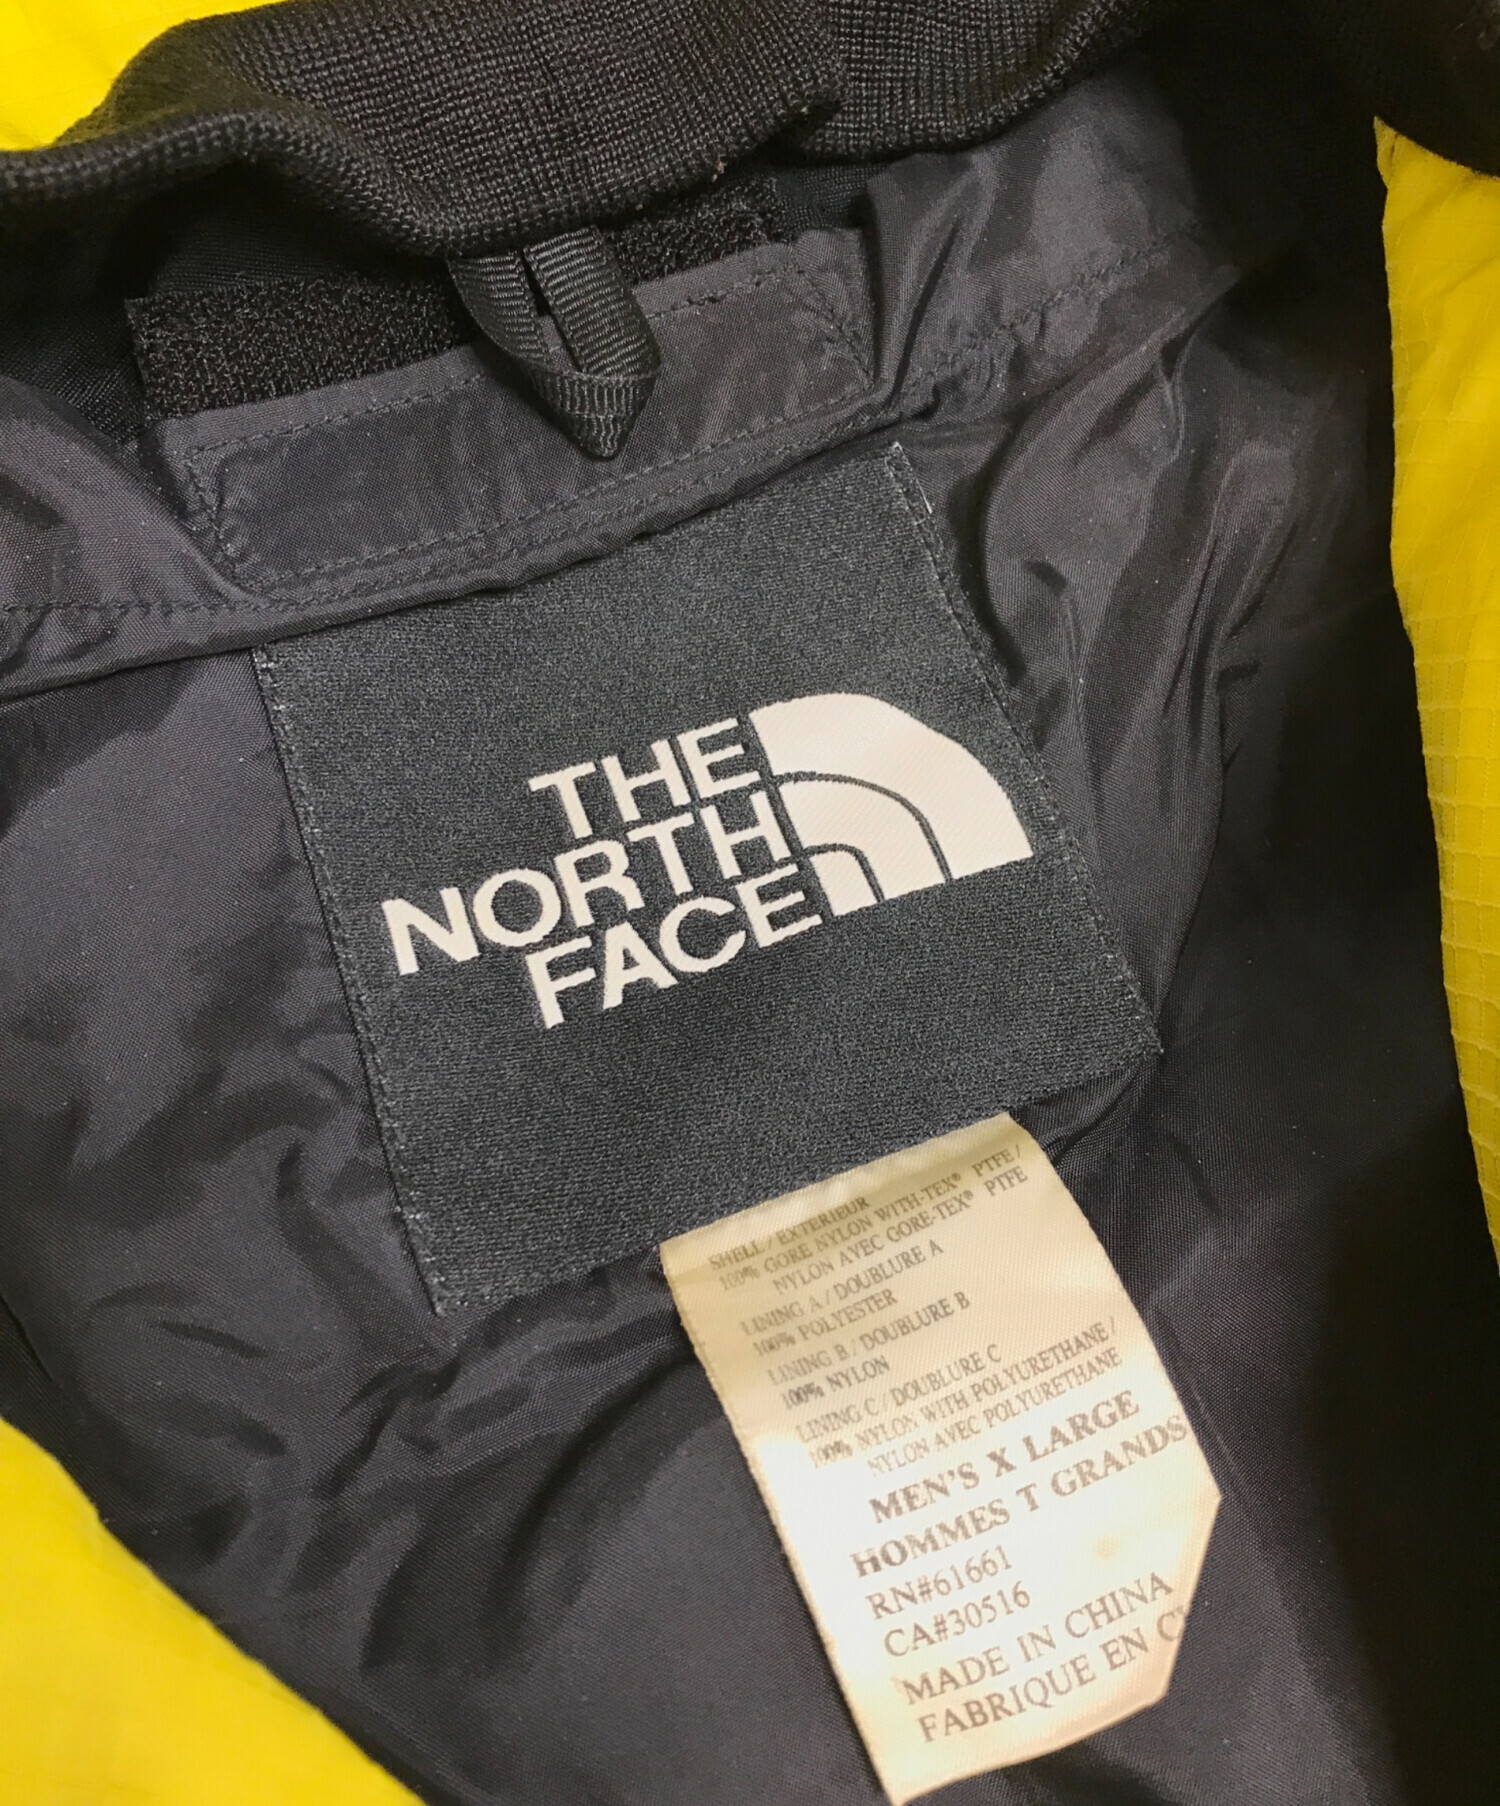 THE
NORTH
FACE
SHELL/EXTERIEUR
100% GORE NYLON WITH-TEX® PTFE/
NYLON AVEC GORE-TEX® PTFE
LINING A/DOUBLURE A
100% POLYESTER
LINING B/DOUBLURE B
100% NYLON
LINING C/DOUBLURE C
100% NYLON WITH POLYURETHANE/
NYLON AVEC POLYURETHANE
MEN'S X LARGE
HOMMES T GRANDS
RN#61661
CA#30516
MADE IN CHINA
FABRIQUE EN